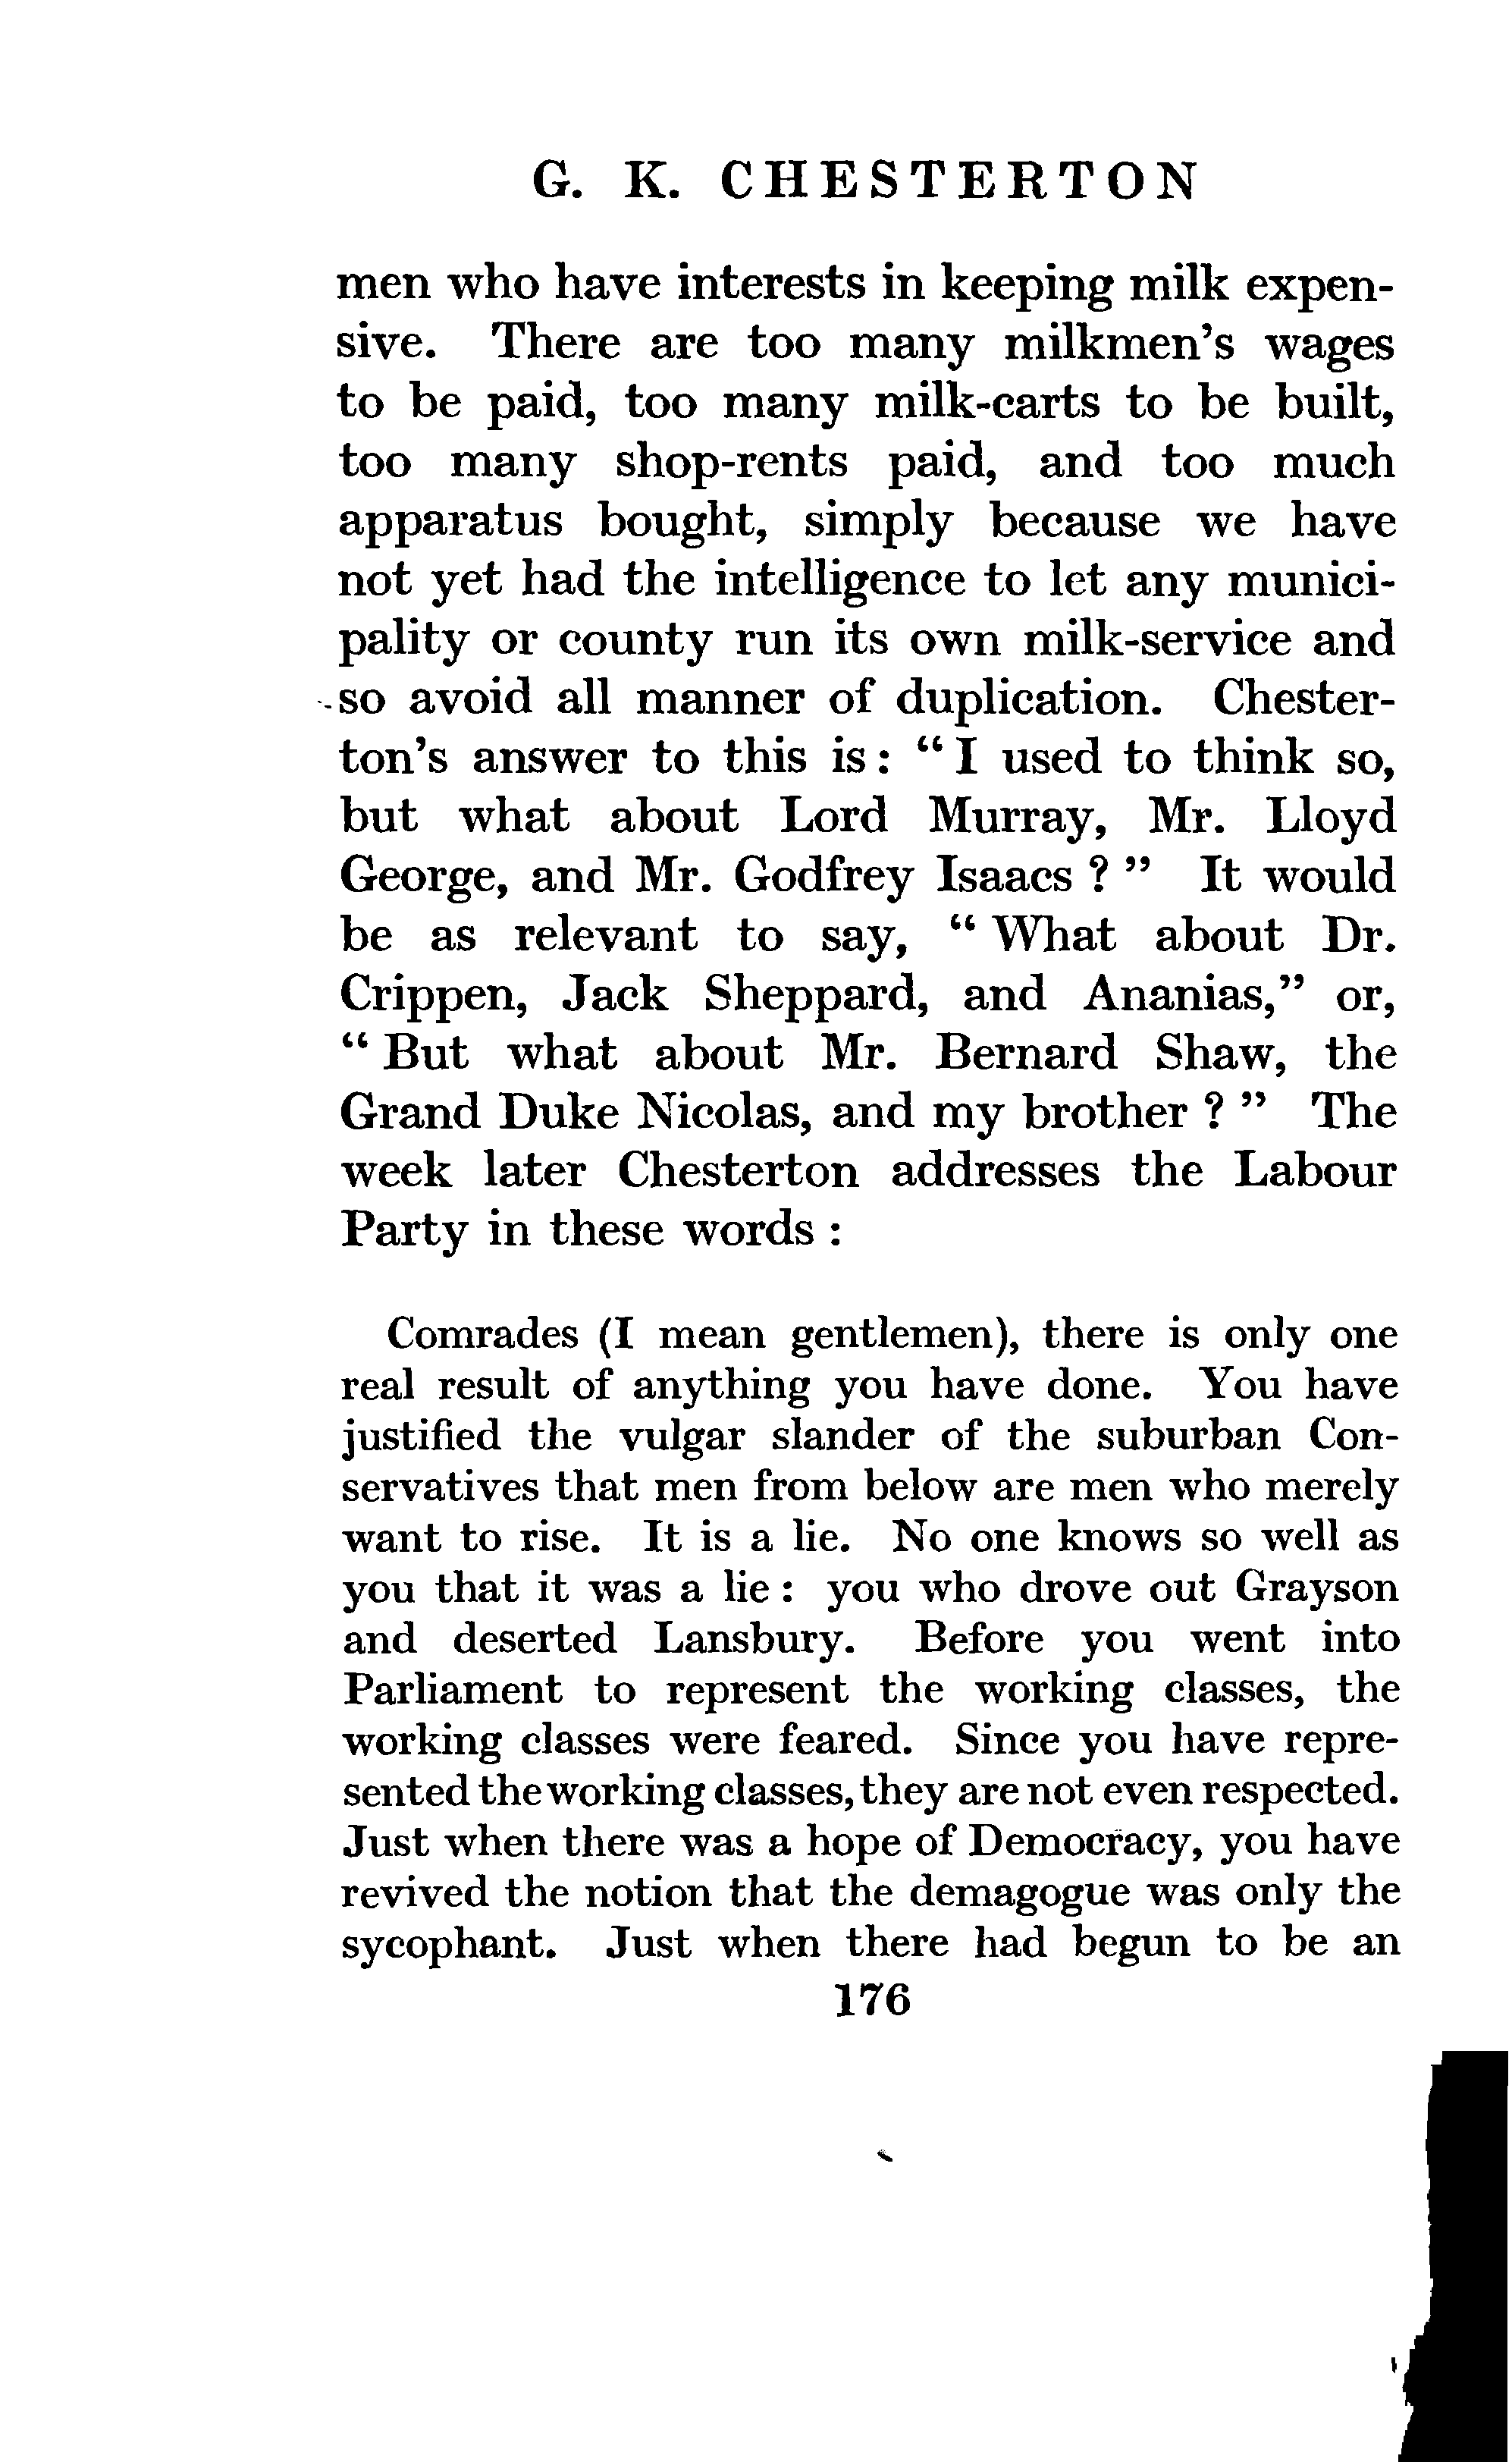 G. K. CHESTERTON
men who have interests in keeping milk expen-
sive. There are too many milkmen's wages
to be paid, too many milk-carts to be built,
too many shop-rents paid, and too much
apparatus bought, simply because we have
not yet had the intelligence to let any munici-
pality or county run its own milk-service and
so avoid all manner of duplication. Chester-
ton's answer to this is: “I used to think so,
but what about Lord Murray, Mr. Lloyd
George, and Mr. Godfrey Isaacs ? ” It would
be as relevant to say, “ What about Dr.
Crippen, Jack Sheppard, and Ananias,” or,
“ But what about Mr. Bernard Shaw, the
Grand Duke Nicolas, and my brother ? ” The
week later Chesterton addresses the Labour
Party in these words :
Comrades (I mean gentlemen), there is only one
real result of anything you have done. You have
justified the vulgar slander of the suburban Con-
servatives that men from below are men who merely
want to rise. It is a lie. No one knows so well as
you that it was a lie : you who drove out Grayson
and deserted Lansbury. Before you went into
Parliament to represent the working classes, the
working classes were feared. Since you have repre-
sented the working classes, they are not even respected.
Just when there was a hope of Democracy, you have
revived the notion that the demagogue was only the
sycophant. Just when there had begun to be an
176